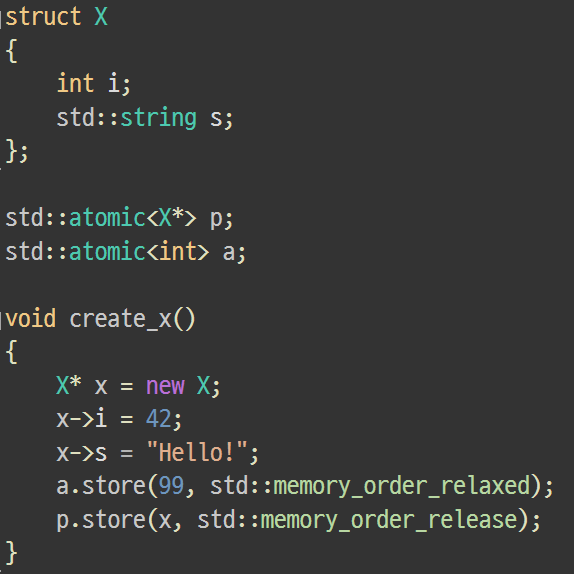 struct X
{
    int i;
    std::string s;
};

std::atomic<X*> p;
std::atomic<int> a;

void create_x()
{
    X* x = new X;
    x->i = 42;
    x->s = "Hello!";
    a.store(99, std::memory_order_relaxed);
    p.store(x, std::memory_order_release);
}